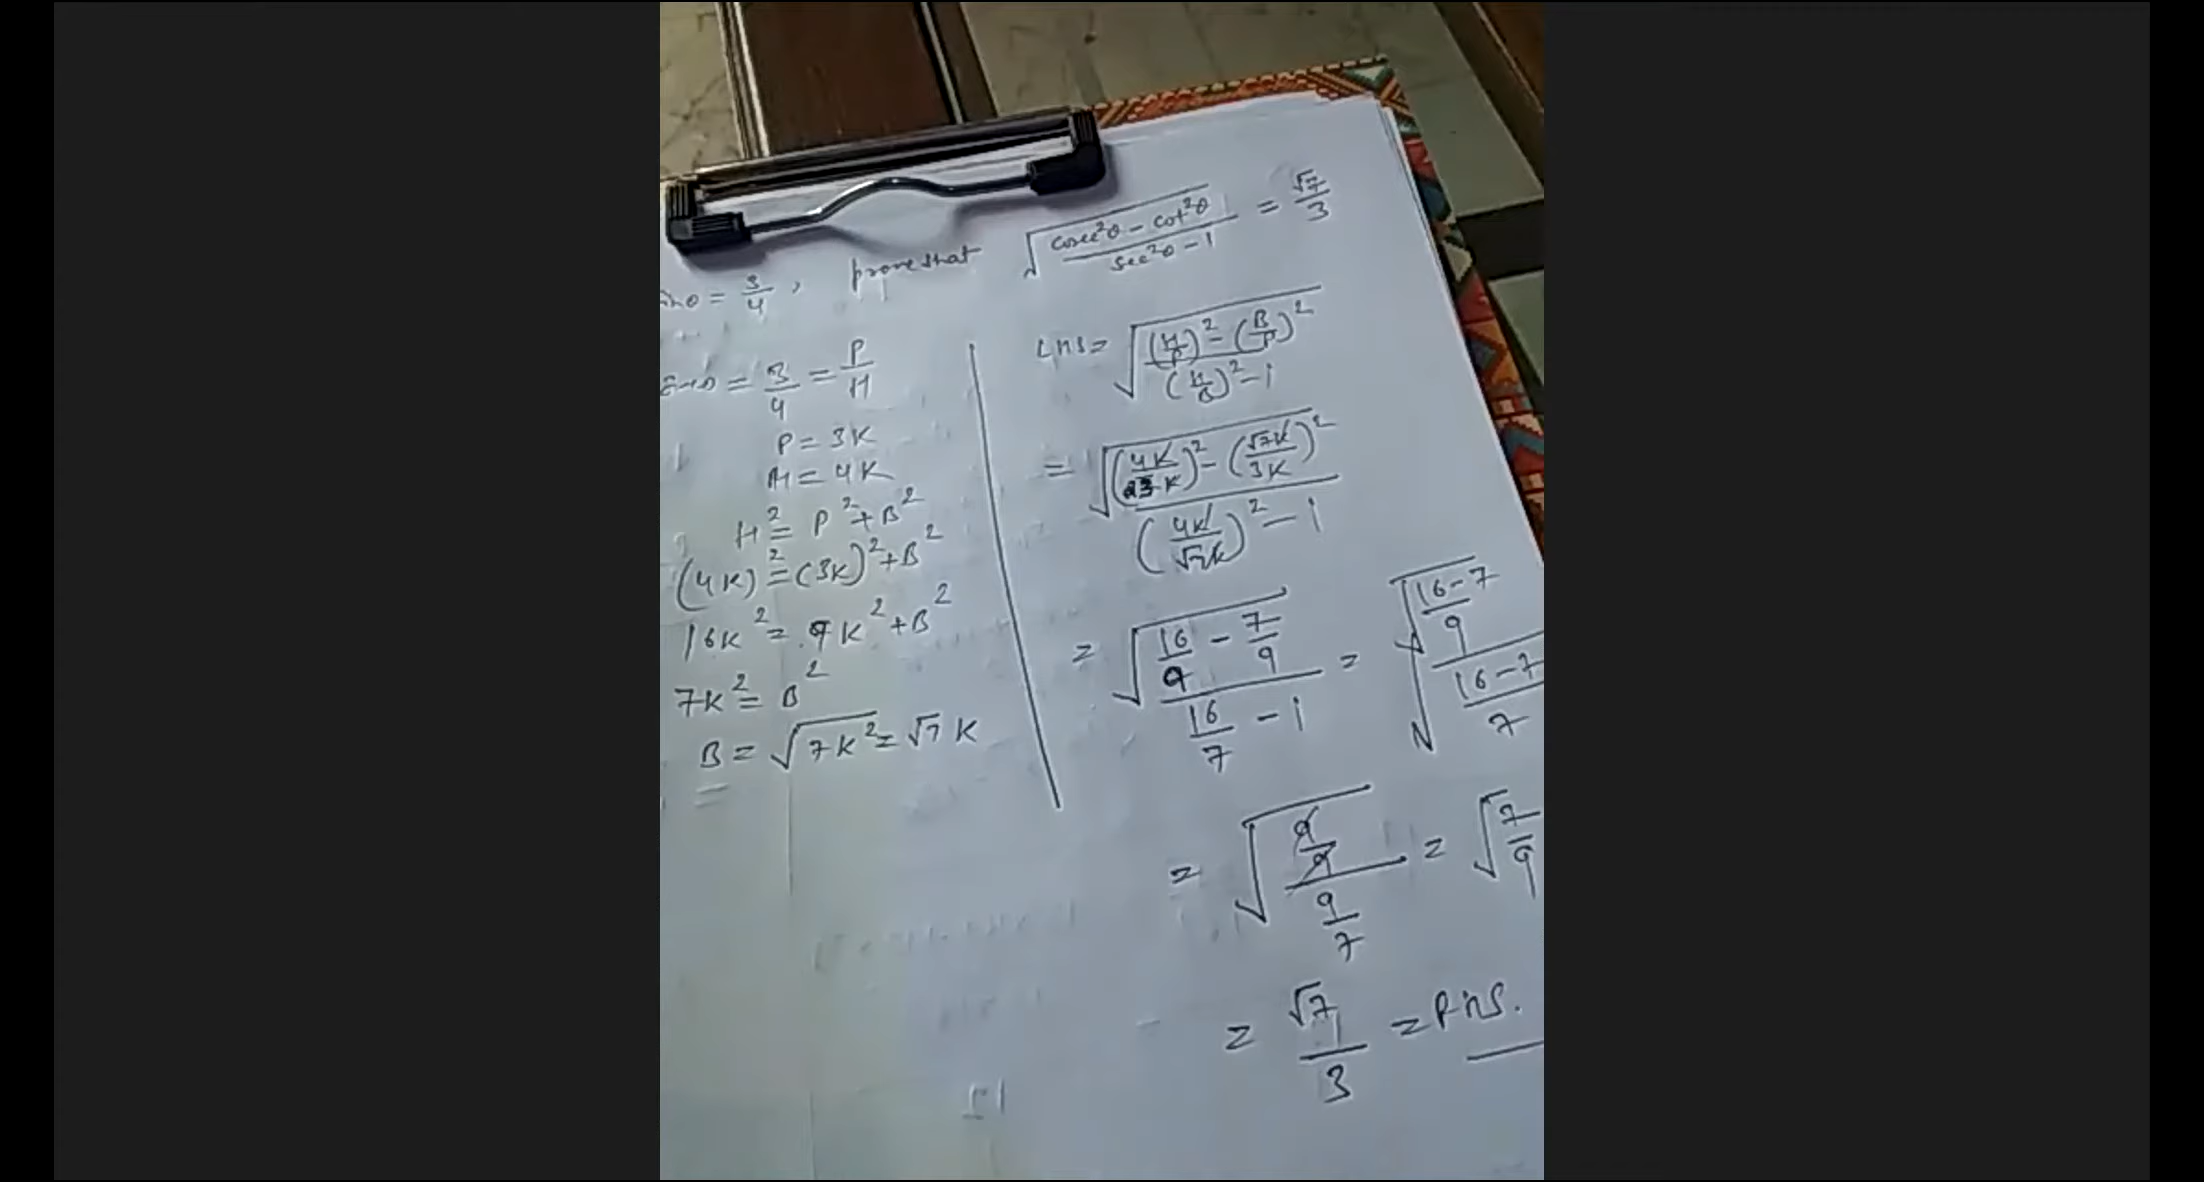 sinθ = 3/4, prove that √((cosec²θ - cot²θ)/(sec²θ - 1)) = √7/3
sinθ = 3/4 = P/H
P = 3K
H = 4K
H² = P² + B²
(4K)² = (3K)² + B²
16K² = 9K² + B²
7K² = B²
B = √(7K²) = √7 K
LHS = √(((H/P)² - (B/P)²)/((H/B)² - 1))
= √(((4K/3K)² - (√7K/3K)²)/((4K/√7K)² - 1))
= √((16/9 - 7/9)/(16/7 - 1)) = √(((16-7)/9)/((16-7)/7))
= √((9/9)/(9/7)) = √(7/9)
= √7/3 = RHS.